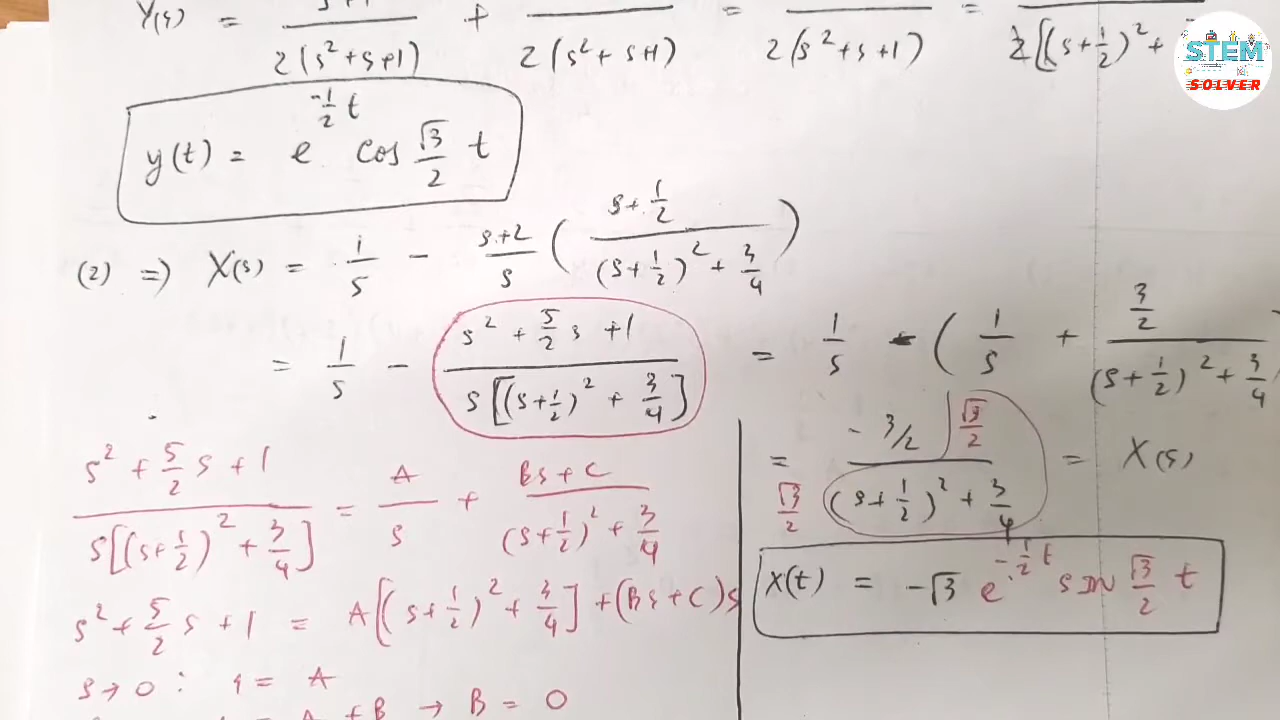 Y(s) = s+1 / 2(s²+s+1) + / 2(s²+s+1) = / 2(s²+s+1) = / 2[(s+1/2)²+
STEM
SOLVER
y(t) = e^(-1/2 t) cos √3/2 t
(2) => X(s) = 1/s - s+2/s ( s+1/2 / (s+1/2)² + 3/4 )
= 1/s - s² + 5/2 s + 1 / s[(s+1/2)² + 3/4] = 1/s - ( 1/s + 3/2 / (s+1/2)² + 3/4
s² + 5/2 s + 1 / s[(s+1/2)² + 3/4] = A/s + Bs+C / (s+1/2)² + 3/4
s² + 5/2 s + 1 = A[(s+1/2)² + 3/4] + (Bs+C)s
s→0 : 1 = A
A + B → B = 0
= - 3/2 √3/2 / √3/2 (s+1/2)² + 3/4 = X(s)
x(t) = -√3 e^(-1/2 t) sin √3/2 t